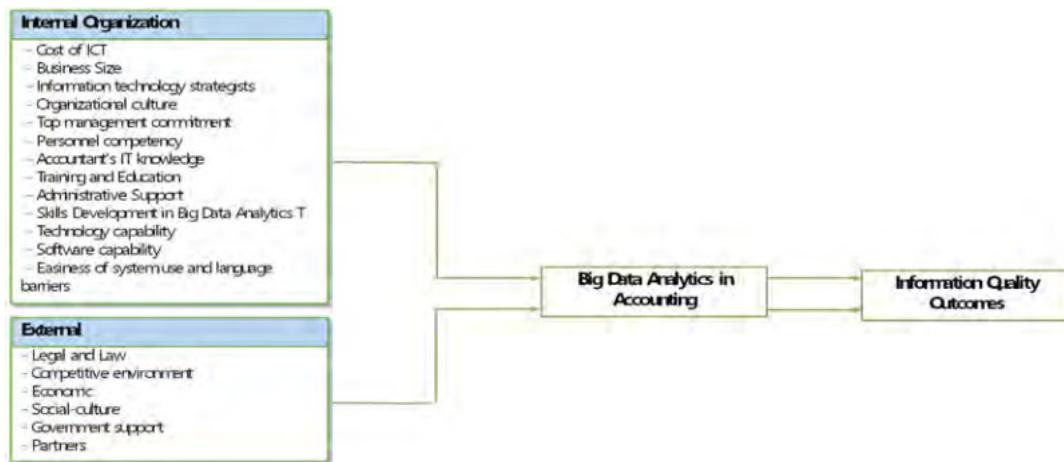 Internal Organization
- Cost of ICT
- Business Size
- Information technology strategists
- Organizational culture
- Top management commitment
- Personnel competency
- Accountant's IT knowledge
- Training and Education
- Administrative Support
- Skills Development in Big Data Analytics T
- Technology capability
- Software capability
- Easiness of system use and language
barriers
External
- Legal and Law
- Competitive environment
- Economic
- Social-culture
- Government support
- Partners
Big Data Analytics in
Accounting
Information Quality
Outcomes